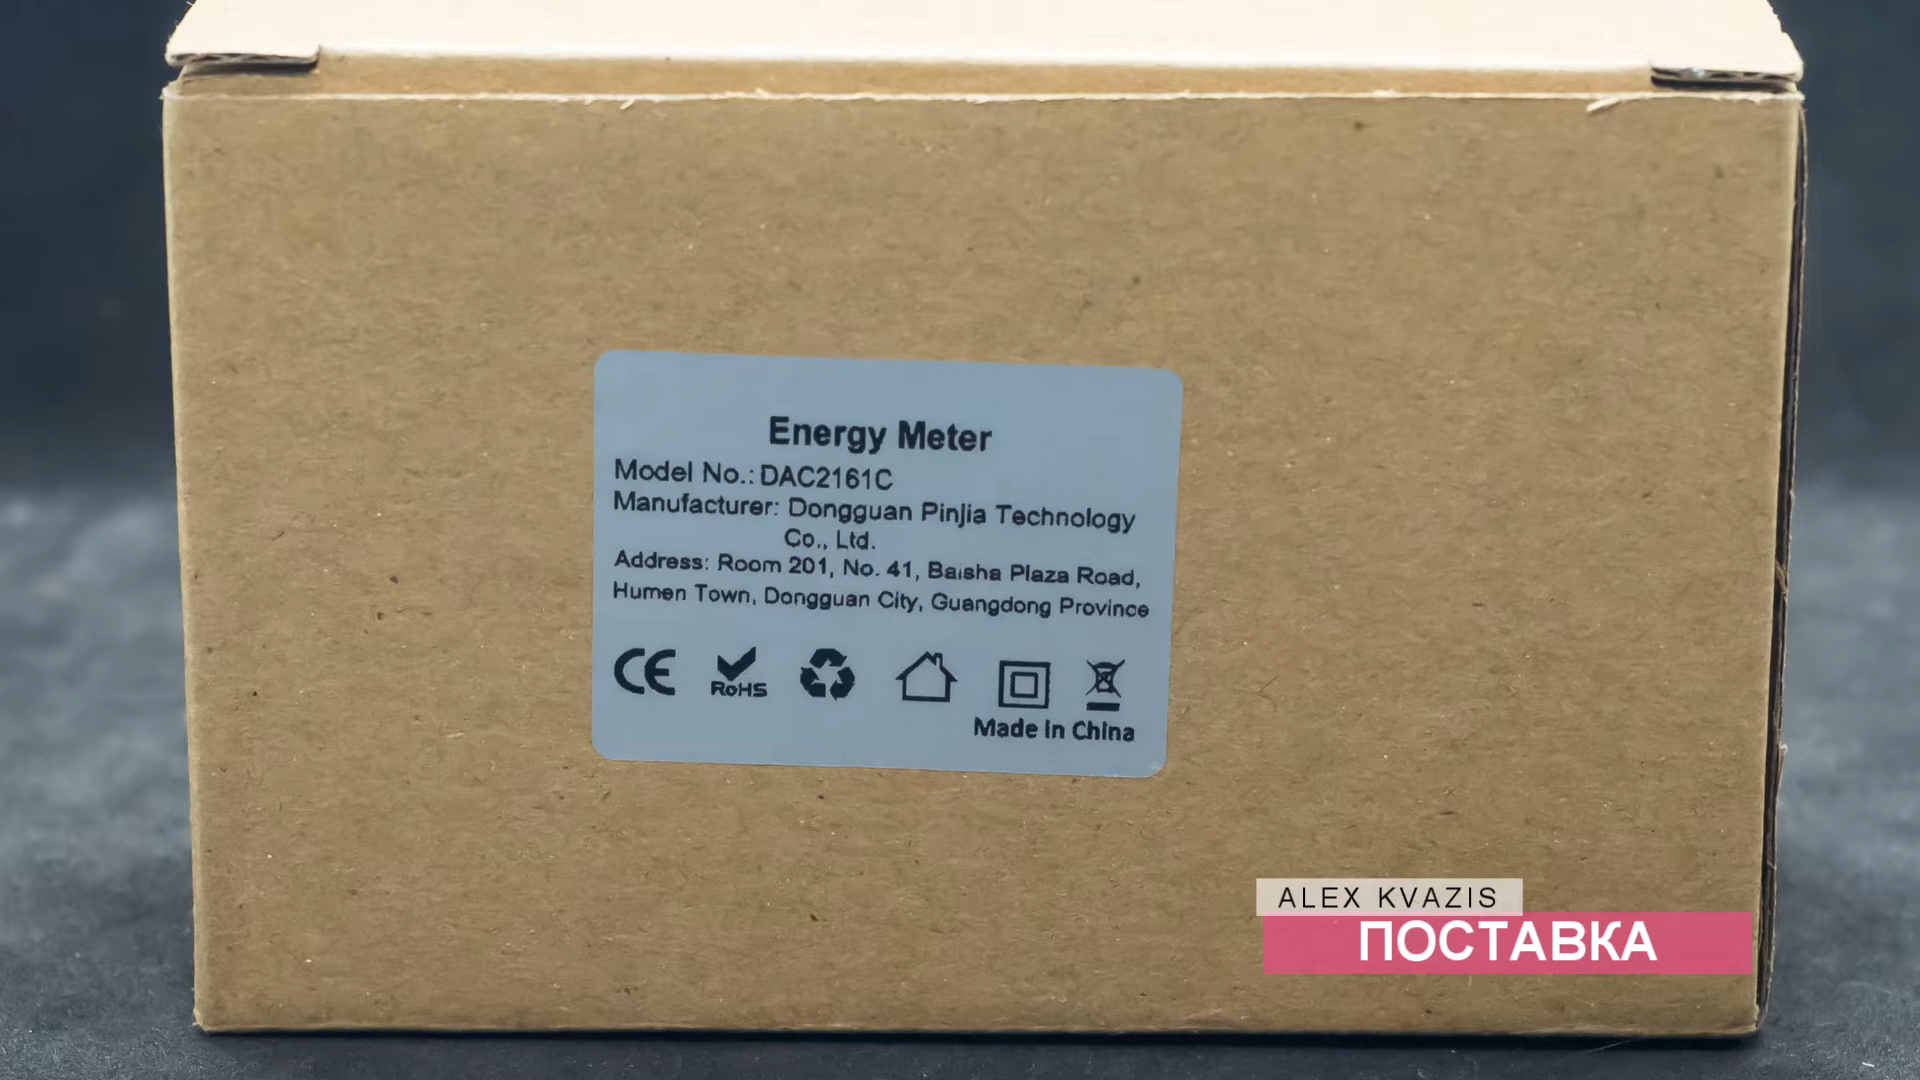 Energy Meter
Model No.: DAC2161C
Manufacturer: Dongguan Pinjia Technology
Co., Ltd.
Address: Room 201, No. 41, Baisha Plaza Road,
Humen Town, Dongguan City, Guangdong Province
CE
RoHS
Made in China
ALEX KVAZIS
ПОСТАВКА